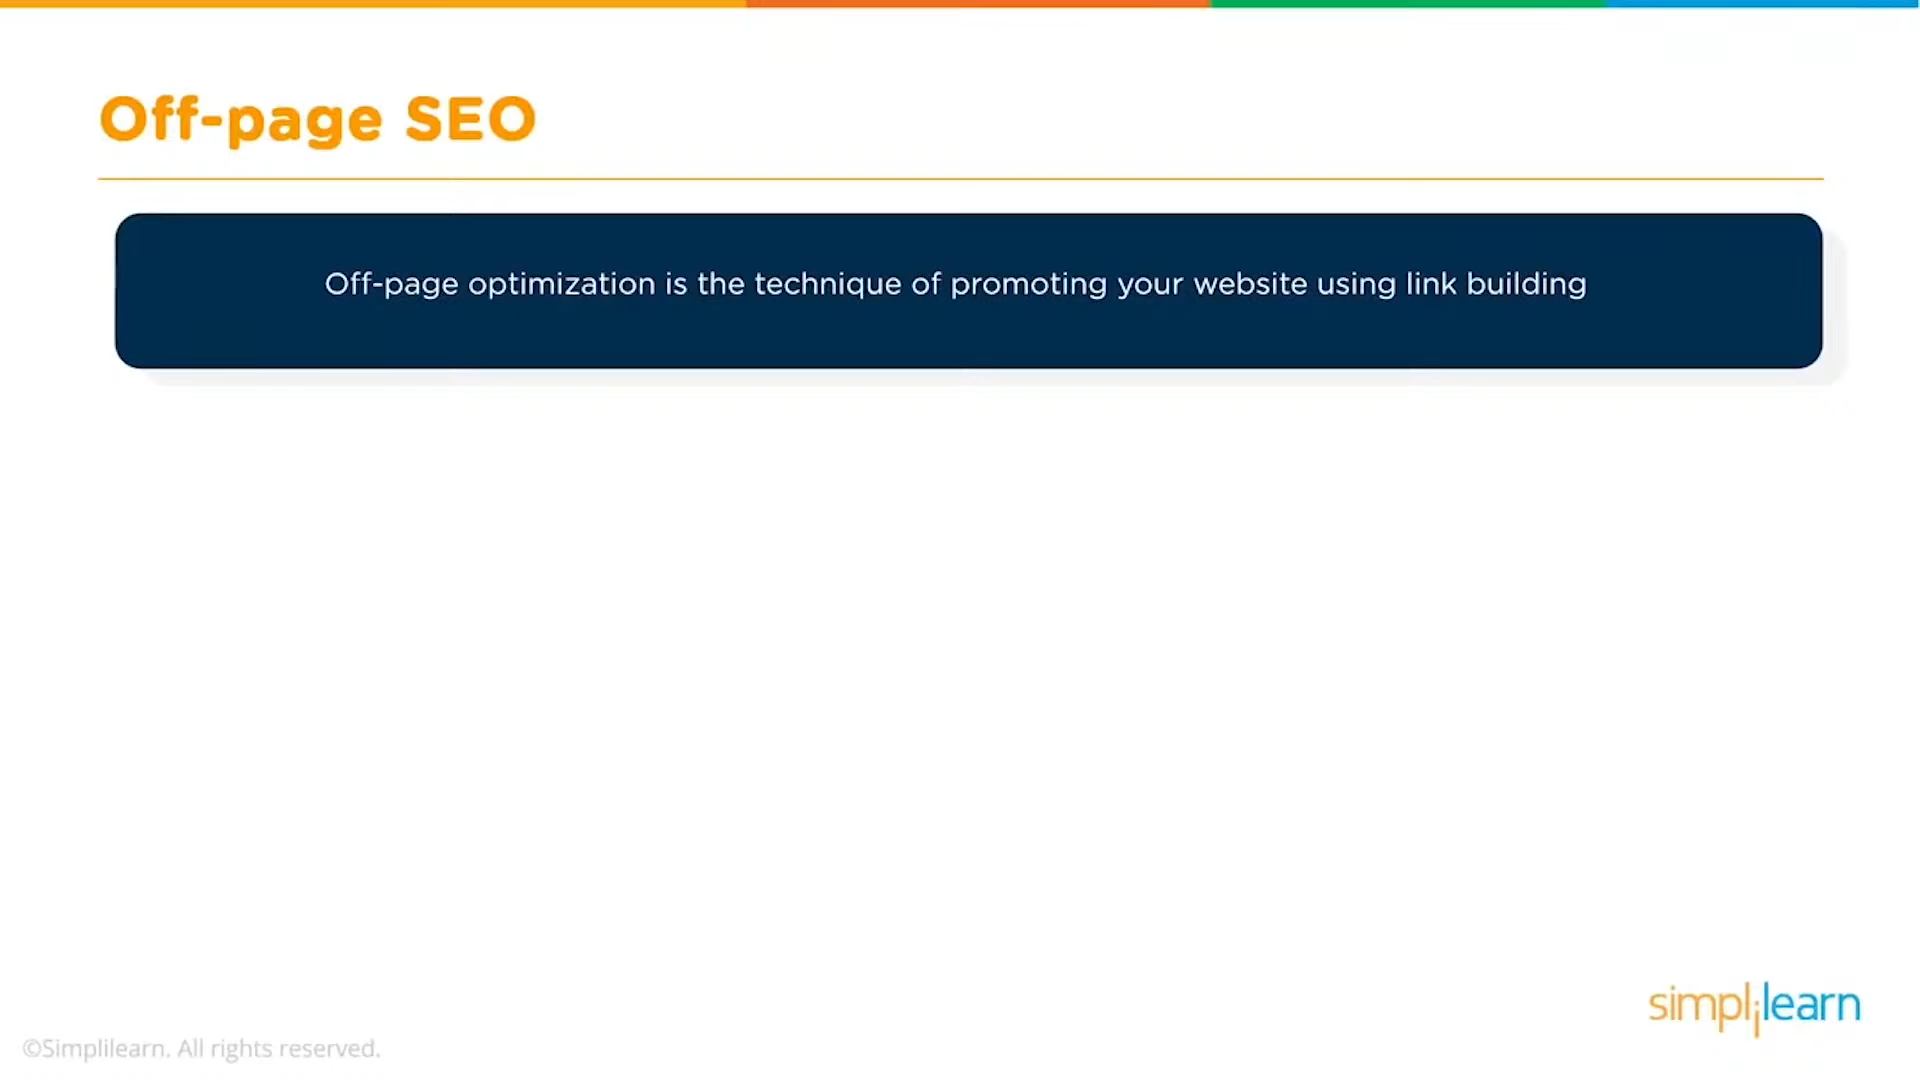 Off-page SEO
Off-page optimization is the technique of promoting your website using link building
simplilearn
©Simplilearn. All rights reserved.